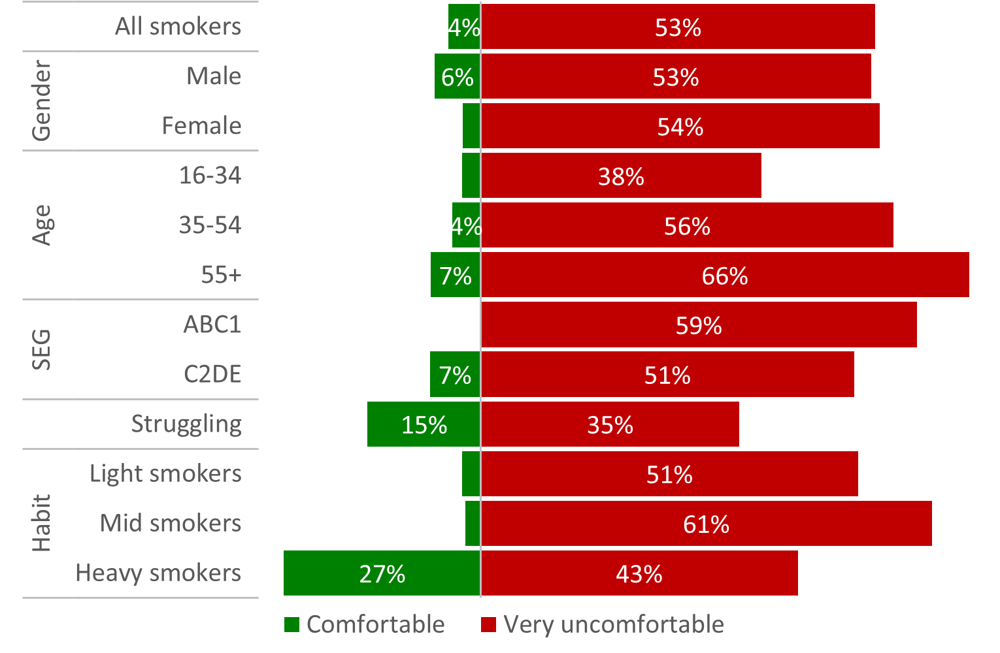 All smokers 4% 53%
Gender
Male 6% 53%
Female 54%
Age
16-34 38%
35-54 4% 56%
55+ 7% 66%
SEG
ABC1 59%
C2DE 7% 51%
Struggling 15% 35%
Habit
Light smokers 51%
Mid smokers 61%
Heavy smokers 27% 43%
Comfortable Very uncomfortable